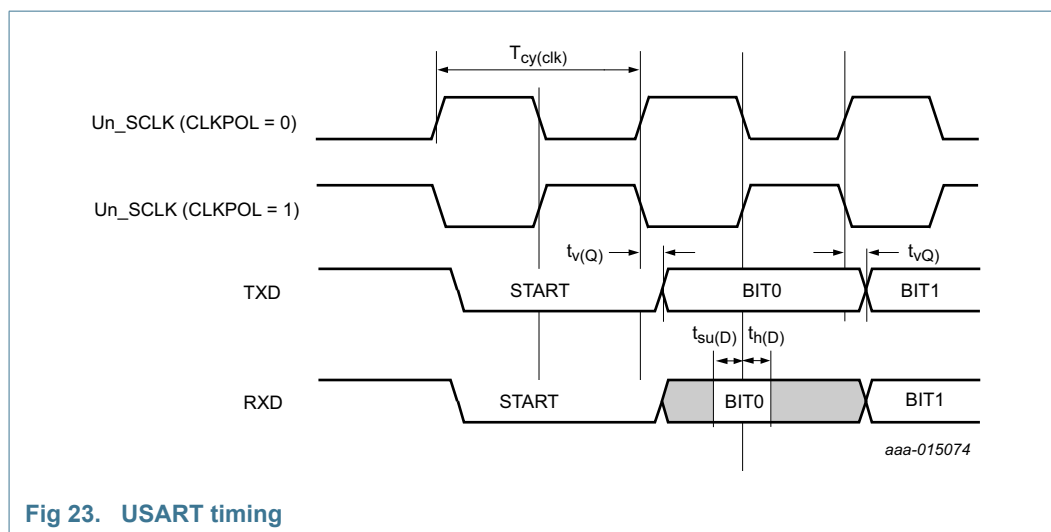 T_cy(clk)
Un_SCLK (CLKPOL = 0)
Un_SCLK (CLKPOL = 1)
t_v(Q)
t_vQ)
TXD
START
BIT0
BIT1
t_su(D)
t_h(D)
RXD
START
BIT0
BIT1
aaa-015074
Fig 23. USART timing